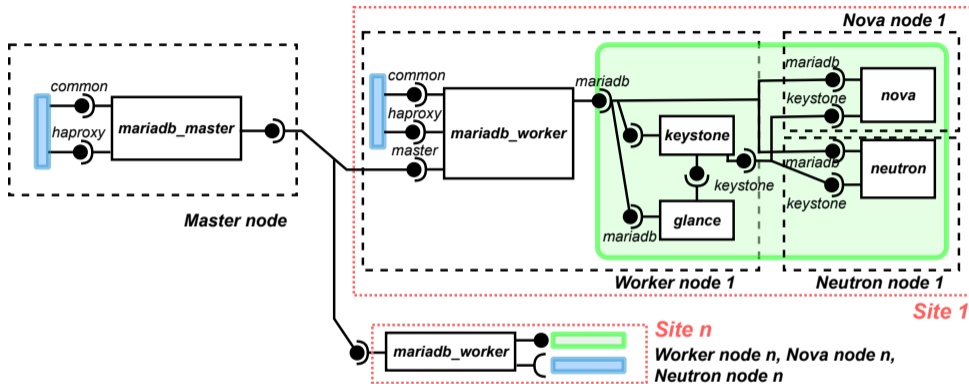 Nova node 1
common
haproxy
mariadb_master
Master node
common
haproxy
master
mariadb_worker
mariadb
keystone
keystone
mariadb
glance
mariadb
keystone
nova
mariadb
keystone
neutron
Worker node 1
Neutron node 1
Site 1
Site n
mariadb_worker
Worker node n, Nova node n,
Neutron node n